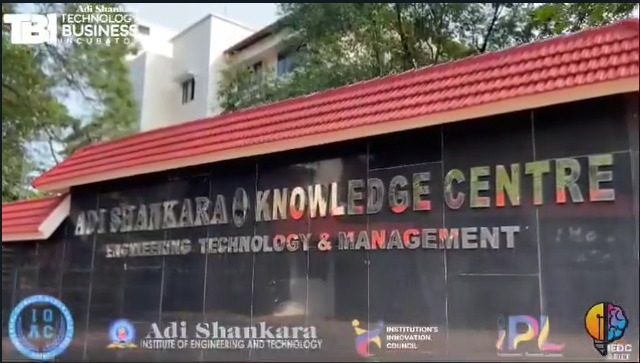 Adi Shankara
TECHNOLOGY
TBI BUSINESS
INCUBATOR
ADI SHANKARA KNOWLEDGE CENTRE
ENGINEERING TECHNOLOGY & MANAGEMENT
IQAC
Adi Shankara
INSTITUTE OF ENGINEERING AND TECHNOLOGY
INSTITUTION'S
INNOVATION
COUNCIL
iPL
IEDC